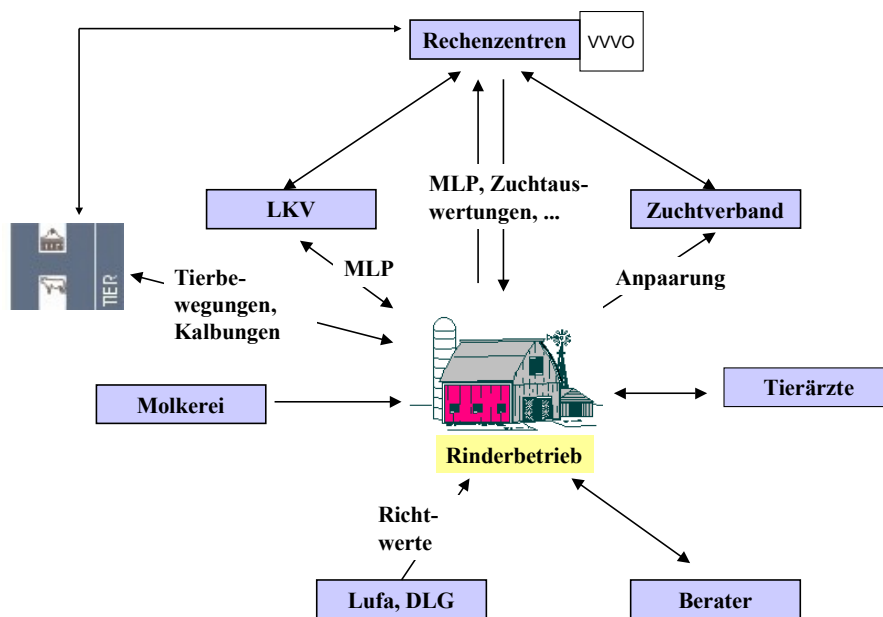 Rechenzentren
VVVO
LKV
MLP, Zuchtaus-
wertungen, ...
Zuchtverband
TIER
Tierbe-
wegungen,
Kalbungen
MLP
Anpaarung
Molkerei
Tierärzte
Rinderbetrieb
Richt-
werte
Lufa, DLG
Berater